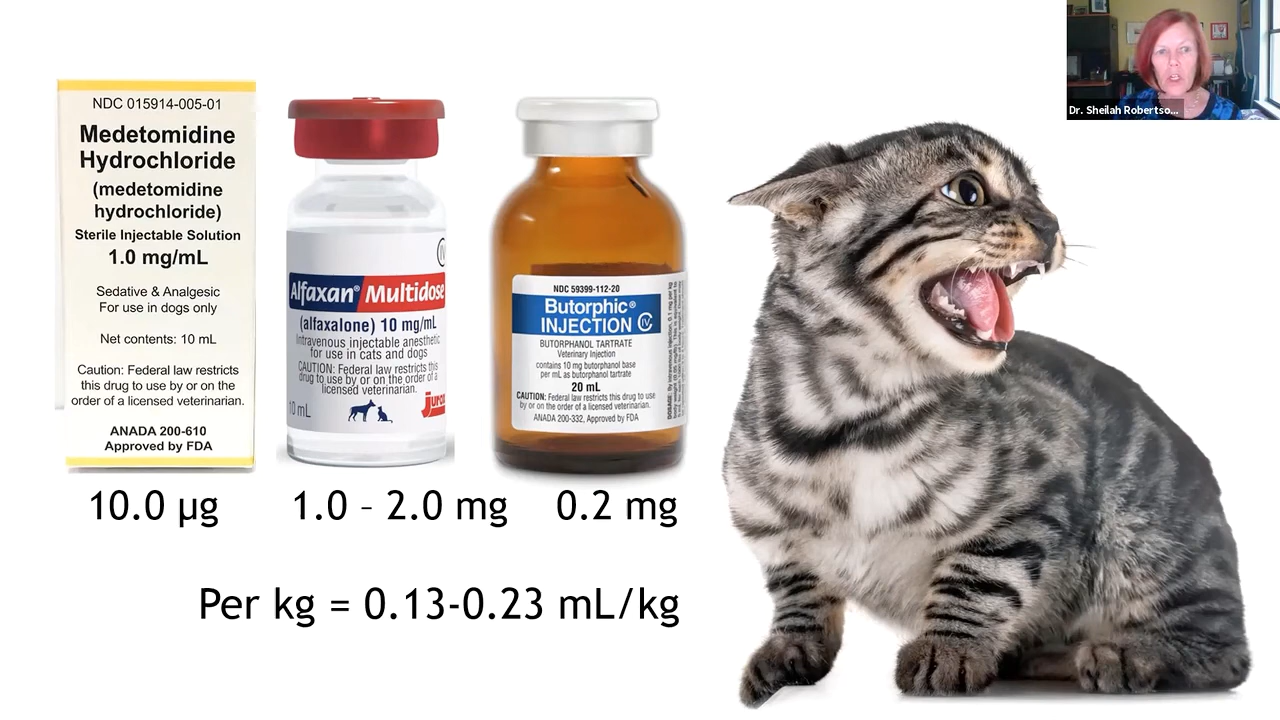 NDC 015914-005-01
Medetomidine
Hydrochloride
(medetomidine
hydrochloride)
Sterile Injectable Solution
1.0 mg/mL
Sedative & Analgesic
For use in dogs only
Net contents: 10 mL
Caution: Federal law restricts
this drug to use by or on the
order of a licensed veterinarian.
ANADA 200-610
Approved by FDA
Alfaxan® Multidose
(alfaxalone) 10 mg/mL
Intravenous injectable anesthetic
for use in cats and dogs
CAUTION: Federal law restricts this
drug to use by or on the order of a
licensed veterinarian.
10 mL
NDC 59399-112-20
Butorphic®
INJECTION CIV
BUTORPHANOL TARTRATE
Veterinary Injection
contains 10 mg butorphanol base
per mL as butorphanol tartrate
20 mL
CAUTION: Federal law restricts this drug to use
by or on the order of a licensed veterinarian.
ANADA 200-332, Approved by FDA
10.0 µg
1.0 – 2.0 mg
0.2 mg
Per kg = 0.13-0.23 mL/kg
Dr. Sheilah Robertso...